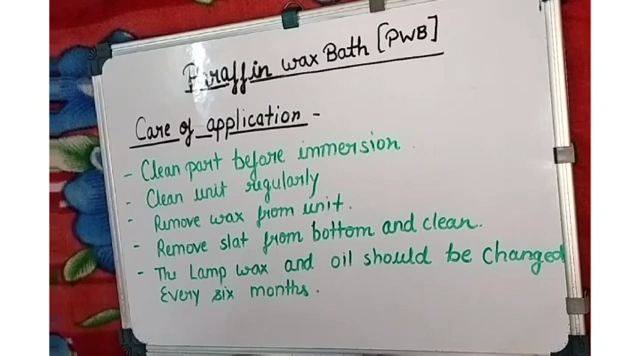 Paraffin wax Bath [PWB]
Care of application -
- Clean part before immersion.
- Clean unit regularly
- Remove wax from unit.
- Remove slat from bottom and clean.
- The Lamp wax and oil should be changed
Every six months.